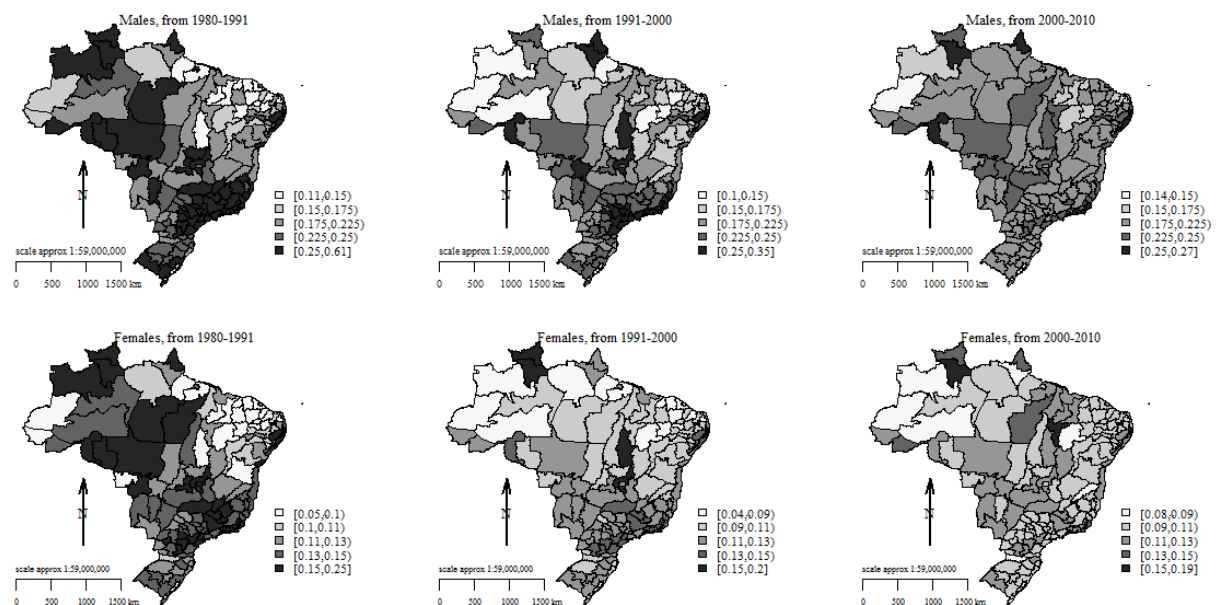 Males, from 1980-1991
N
[0.11,0.15)
[0.15,0.175)
[0.175,0.225)
[0.225,0.25)
[0.25,0.61]
scale approx 1:59,000,000
0 500 1000 1500 km
Males, from 1991-2000
N
[0.1,0.15)
[0.15,0.175)
[0.175,0.225)
[0.225,0.25)
[0.25,0.35]
scale approx 1:59,000,000
0 500 1000 1500 km
Males, from 2000-2010
N
[0.14,0.15)
[0.15,0.175)
[0.175,0.225)
[0.225,0.25)
[0.25,0.27]
scale approx 1:59,000,000
0 500 1000 1500 km
Females, from 1980-1991
N
[0.05,0.1)
[0.1,0.11)
[0.11,0.13)
[0.13,0.15)
[0.15,0.25]
scale approx 1:59,000,000
0 500 1000 1500 km
Females, from 1991-2000
N
[0.04,0.09)
[0.09,0.11)
[0.11,0.13)
[0.13,0.15)
[0.15,0.2]
scale approx 1:59,000,000
0 500 1000 1500 km
Females, from 2000-2010
N
[0.08,0.09)
[0.09,0.11)
[0.11,0.13)
[0.13,0.15)
[0.15,0.19]
scale approx 1:59,000,000
0 500 1000 1500 km